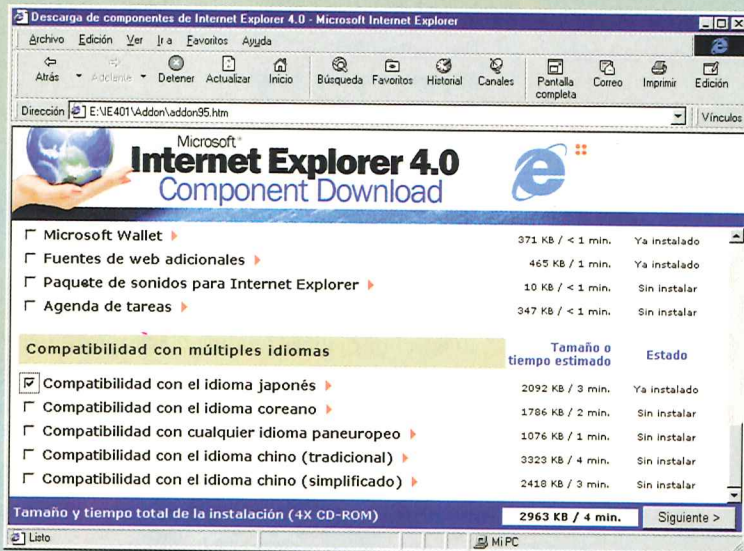 Descarga de componentes de Internet Explorer 4.0 - Microsoft Internet Explorer
Archivo Edición Ver Ir a Favoritos Ayuda
Atrás Adelante Detener Actualizar Inicio Búsqueda Favoritos Historial Canales Pantalla completa Correo Imprimir Edición
Dirección E:\IE401\Addon\addon95.htm Vínculos
Microsoft®
Internet Explorer 4.0
Component Download
Microsoft Wallet 371 KB / < 1 min. Ya instalado
Fuentes de web adicionales 465 KB / 1 min. Ya instalado
Paquete de sonidos para Internet Explorer 10 KB / < 1 min. Sin instalar
Agenda de tareas 347 KB / < 1 min. Sin instalar
Compatibilidad con múltiples idiomas Tamaño o tiempo estimado Estado
Compatibilidad con el idioma japonés 2092 KB / 3 min. Ya instalado
Compatibilidad con el idioma coreano 1786 KB / 2 min. Sin instalar
Compatibilidad con cualquier idioma paneuropeo 1076 KB / 1 min. Sin instalar
Compatibilidad con el idioma chino (tradicional) 3323 KB / 4 min. Sin instalar
Compatibilidad con el idioma chino (simplificado) 2418 KB / 3 min. Sin instalar
Tamaño y tiempo total de la instalación (4X CD-ROM) 2963 KB / 4 min. Siguiente >
Listo Mi PC